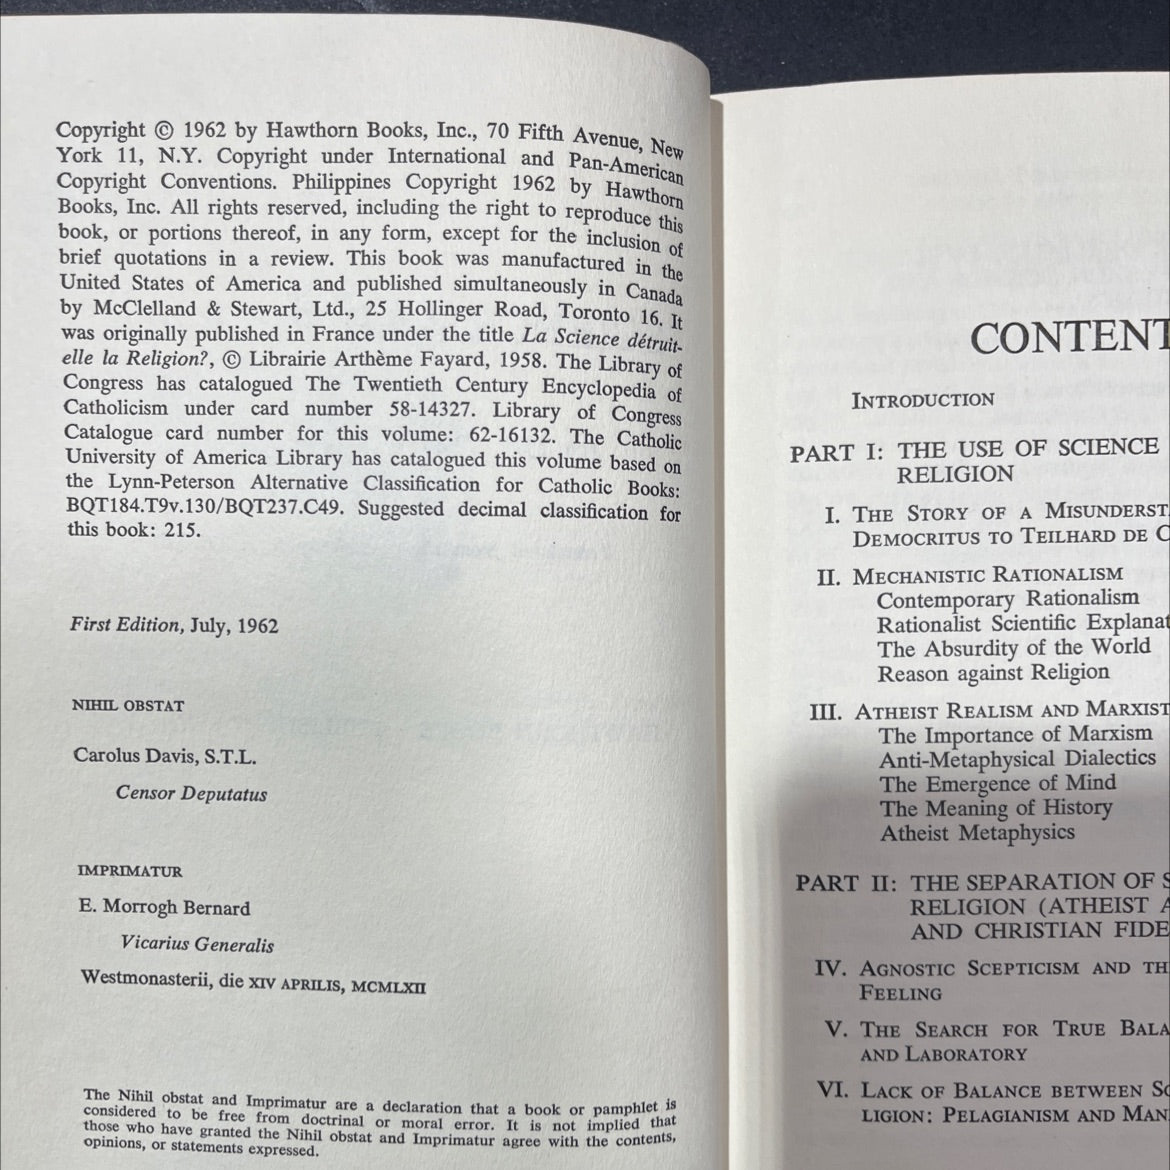 Copyright © 1962 by Hawthorn Books, Inc., 70 Fifth Avenue, New
York 11, N.Y. Copyright under International and Pan-American
Copyright Conventions. Philippines Copyright 1962 by Hawthorn
Books, Inc. All rights reserved, including the right to reproduce this
book, or portions thereof, in any form, except for the inclusion of
brief quotations in a review. This book was manufactured in the
United States of America and published simultaneously in Canada
by McClelland & Stewart, Ltd., 25 Hollinger Road, Toronto 16. It
was originally published in France under the title La Science détruit-
elle la Religion?, © Librairie Arthème Fayard, 1958. The Library of
Congress has catalogued The Twentieth Century Encyclopedia of
Catholicism under card number 58-14327. Library of Congress
Catalogue card number for this volume: 62-16132. The Catholic
University of America Library has catalogued this volume based on
the Lynn-Peterson Alternative Classification for Catholic Books:
BQT184.T9v.130/BQT237.C49. Suggested decimal classification for
this book: 215.
First Edition, July, 1962
NIHIL OBSTAT
Carolus Davis, S.T.L.
Censor Deputatus
IMPRIMATUR
E. Morrogh Bernard
Vicarius Generalis
Westmonasterii, die XIV APRILIS, MCMLXII
The Nihil obstat and Imprimatur are a declaration that a book or pamphlet is
considered to be free from doctrinal or moral error. It is not implied that
those who have granted the Nihil obstat and Imprimatur agree with the contents,
opinions, or statements expressed.
CONTENT
INTRODUCTION
PART I: THE USE OF SCIENCE
RELIGION
I. THE STORY OF A MISUNDERST
DEMOCRITUS TO TEILHARD DE C
II. MECHANISTIC RATIONALISM
Contemporary Rationalism
Rationalist Scientific Explanat
The Absurdity of the World
Reason against Religion
III. ATHEIST REALISM AND MARXIST
The Importance of Marxism
Anti-Metaphysical Dialectics
The Emergence of Mind
The Meaning of History
Atheist Metaphysics
PART II: THE SEPARATION OF S
RELIGION (ATHEIST A
AND CHRISTIAN FIDE
IV. AGNOSTIC SCEPTICISM AND TH
FEELING
V. THE SEARCH FOR TRUE BALA
AND LABORATORY
VI. LACK OF BALANCE BETWEEN SC
LIGION: PELAGIANISM AND MAN